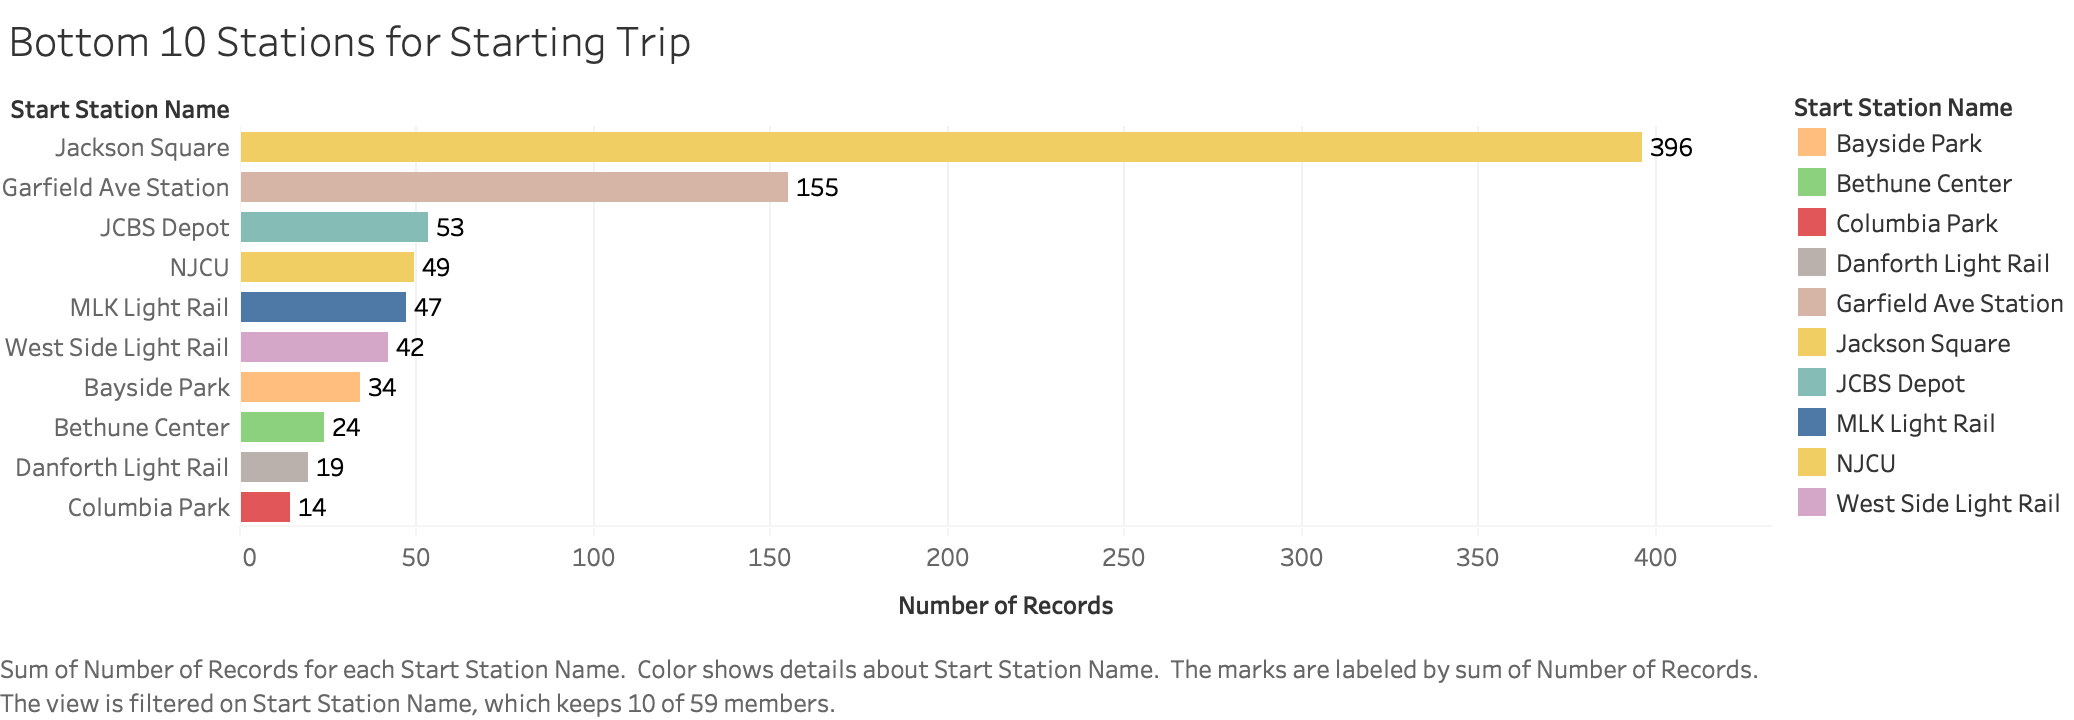 Bottom 10 Stations for Starting Trip
Start Station Name
Jackson Square 396
Garfield Ave Station 155
JCBS Depot 53
NJCU 49
MLK Light Rail 47
West Side Light Rail 42
Bayside Park 34
Bethune Center 24
Danforth Light Rail 19
Columbia Park 14
0 50 100 150 200 250 300 350 400
Number of Records
Start Station Name
Bayside Park
Bethune Center
Columbia Park
Danforth Light Rail
Garfield Ave Station
Jackson Square
JCBS Depot
MLK Light Rail
NJCU
West Side Light Rail
Sum of Number of Records for each Start Station Name.  Color shows details about Start Station Name.  The marks are labeled by sum of Number of Records.
The view is filtered on Start Station Name, which keeps 10 of 59 members.